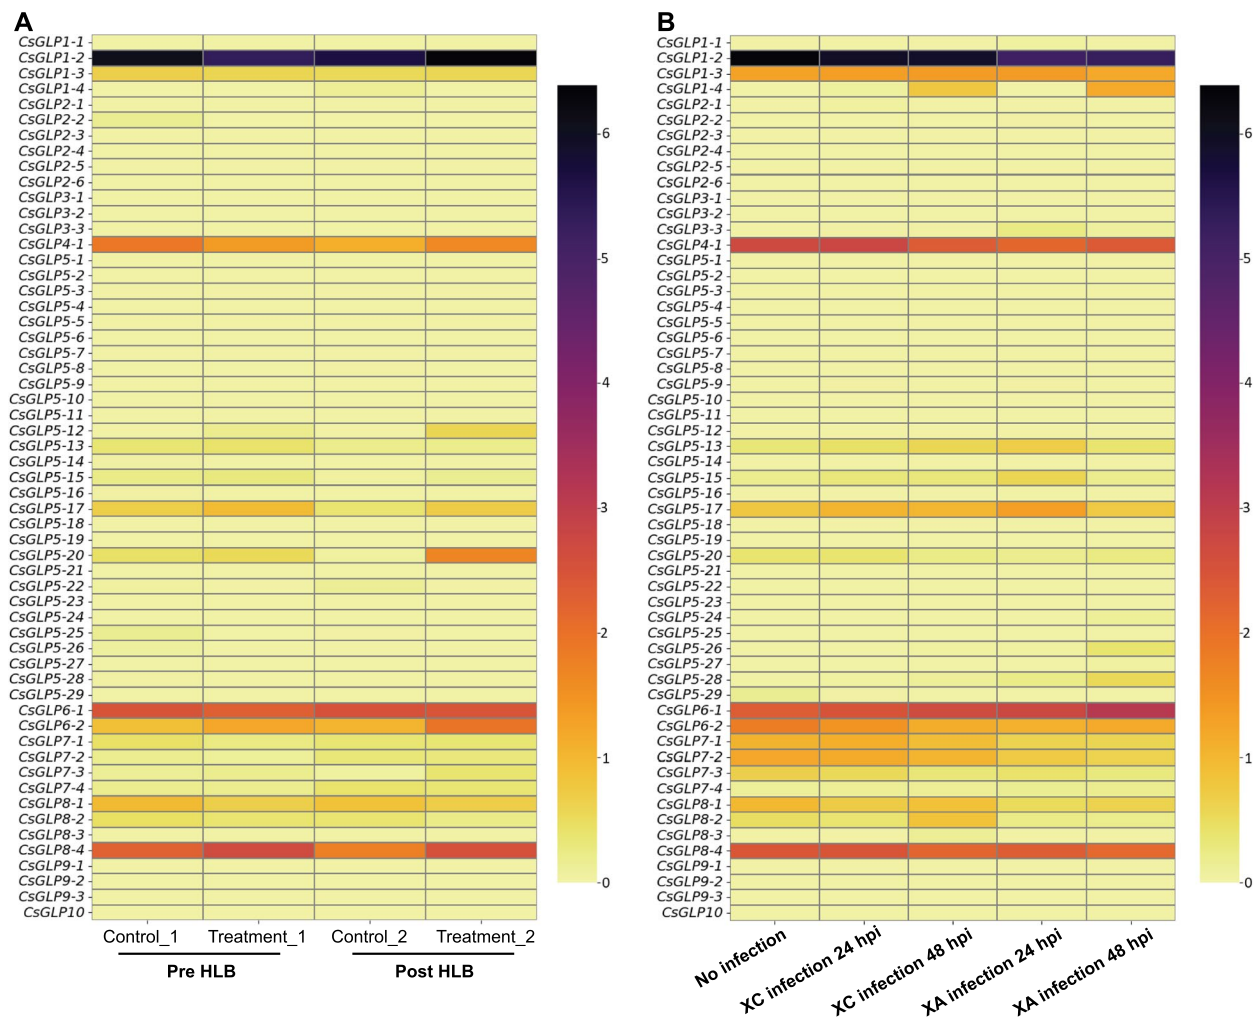 A
CsGLP1-1
CsGLP1-2
CsGLP1-3
CsGLP1-4
CsGLP2-1
CsGLP2-2
CsGLP2-3
CsGLP2-4
CsGLP2-5
CsGLP2-6
CsGLP3-1
CsGLP3-2
CsGLP3-3
CsGLP4-1
CsGLP5-1
CsGLP5-2
CsGLP5-3
CsGLP5-4
CsGLP5-5
CsGLP5-6
CsGLP5-7
CsGLP5-8
CsGLP5-9
CsGLP5-10
CsGLP5-11
CsGLP5-12
CsGLP5-13
CsGLP5-14
CsGLP5-15
CsGLP5-16
CsGLP5-17
CsGLP5-18
CsGLP5-19
CsGLP5-20
CsGLP5-21
CsGLP5-22
CsGLP5-23
CsGLP5-24
CsGLP5-25
CsGLP5-26
CsGLP5-27
CsGLP5-28
CsGLP5-29
CsGLP6-1
CsGLP6-2
CsGLP7-1
CsGLP7-2
CsGLP7-3
CsGLP7-4
CsGLP8-1
CsGLP8-2
CsGLP8-3
CsGLP8-4
CsGLP9-1
CsGLP9-2
CsGLP9-3
CsGLP10
Control_1 Treatment_1 Control_2 Treatment_2
Pre HLB Post HLB
6
5
4
3
2
1
0
B
CsGLP1-1
CsGLP1-2
CsGLP1-3
CsGLP1-4
CsGLP2-1
CsGLP2-2
CsGLP2-3
CsGLP2-4
CsGLP2-5
CsGLP2-6
CsGLP3-1
CsGLP3-2
CsGLP3-3
CsGLP4-1
CsGLP5-1
CsGLP5-2
CsGLP5-3
CsGLP5-4
CsGLP5-5
CsGLP5-6
CsGLP5-7
CsGLP5-8
CsGLP5-9
CsGLP5-10
CsGLP5-11
CsGLP5-12
CsGLP5-13
CsGLP5-14
CsGLP5-15
CsGLP5-16
CsGLP5-17
CsGLP5-18
CsGLP5-19
CsGLP5-20
CsGLP5-21
CsGLP5-22
CsGLP5-23
CsGLP5-24
CsGLP5-25
CsGLP5-26
CsGLP5-27
CsGLP5-28
CsGLP5-29
CsGLP6-1
CsGLP6-2
CsGLP7-1
CsGLP7-2
CsGLP7-3
CsGLP7-4
CsGLP8-1
CsGLP8-2
CsGLP8-3
CsGLP8-4
CsGLP9-1
CsGLP9-2
CsGLP9-3
CsGLP10
No infection
XC infection 24 hpi
XC infection 48 hpi
XA infection 24 hpi
XA infection 48 hpi
6
5
4
3
2
1
0